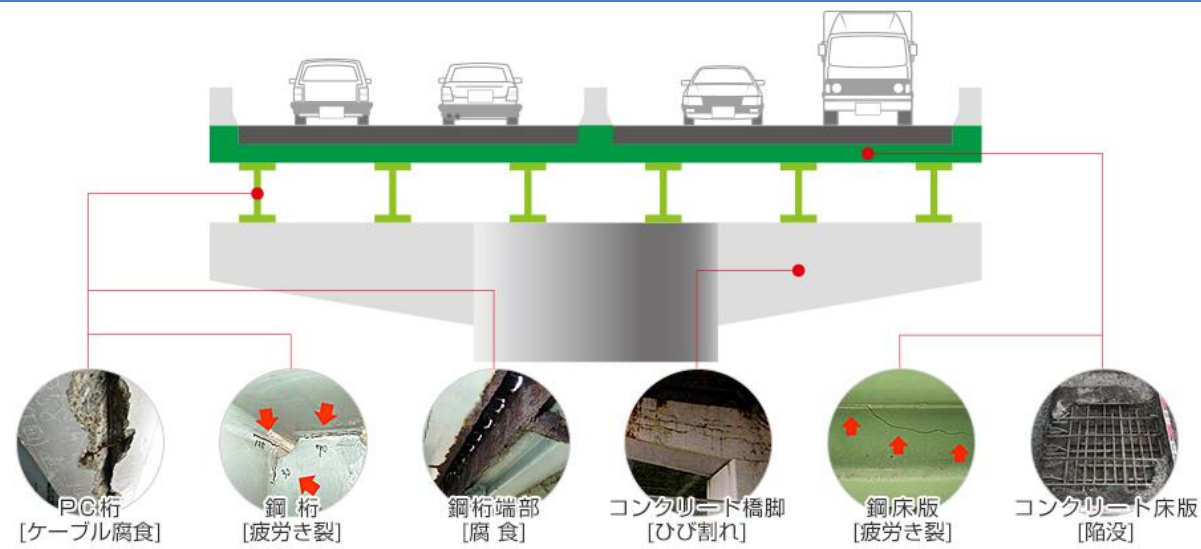 PC桁
[ケーブル腐食]
鋼 桁
[疲労き裂]
鋼桁端部
[腐 食]
コンクリート橋脚
[ひび割れ]
鋼床版
[疲労き裂]
コンクリート床版
[陥没]